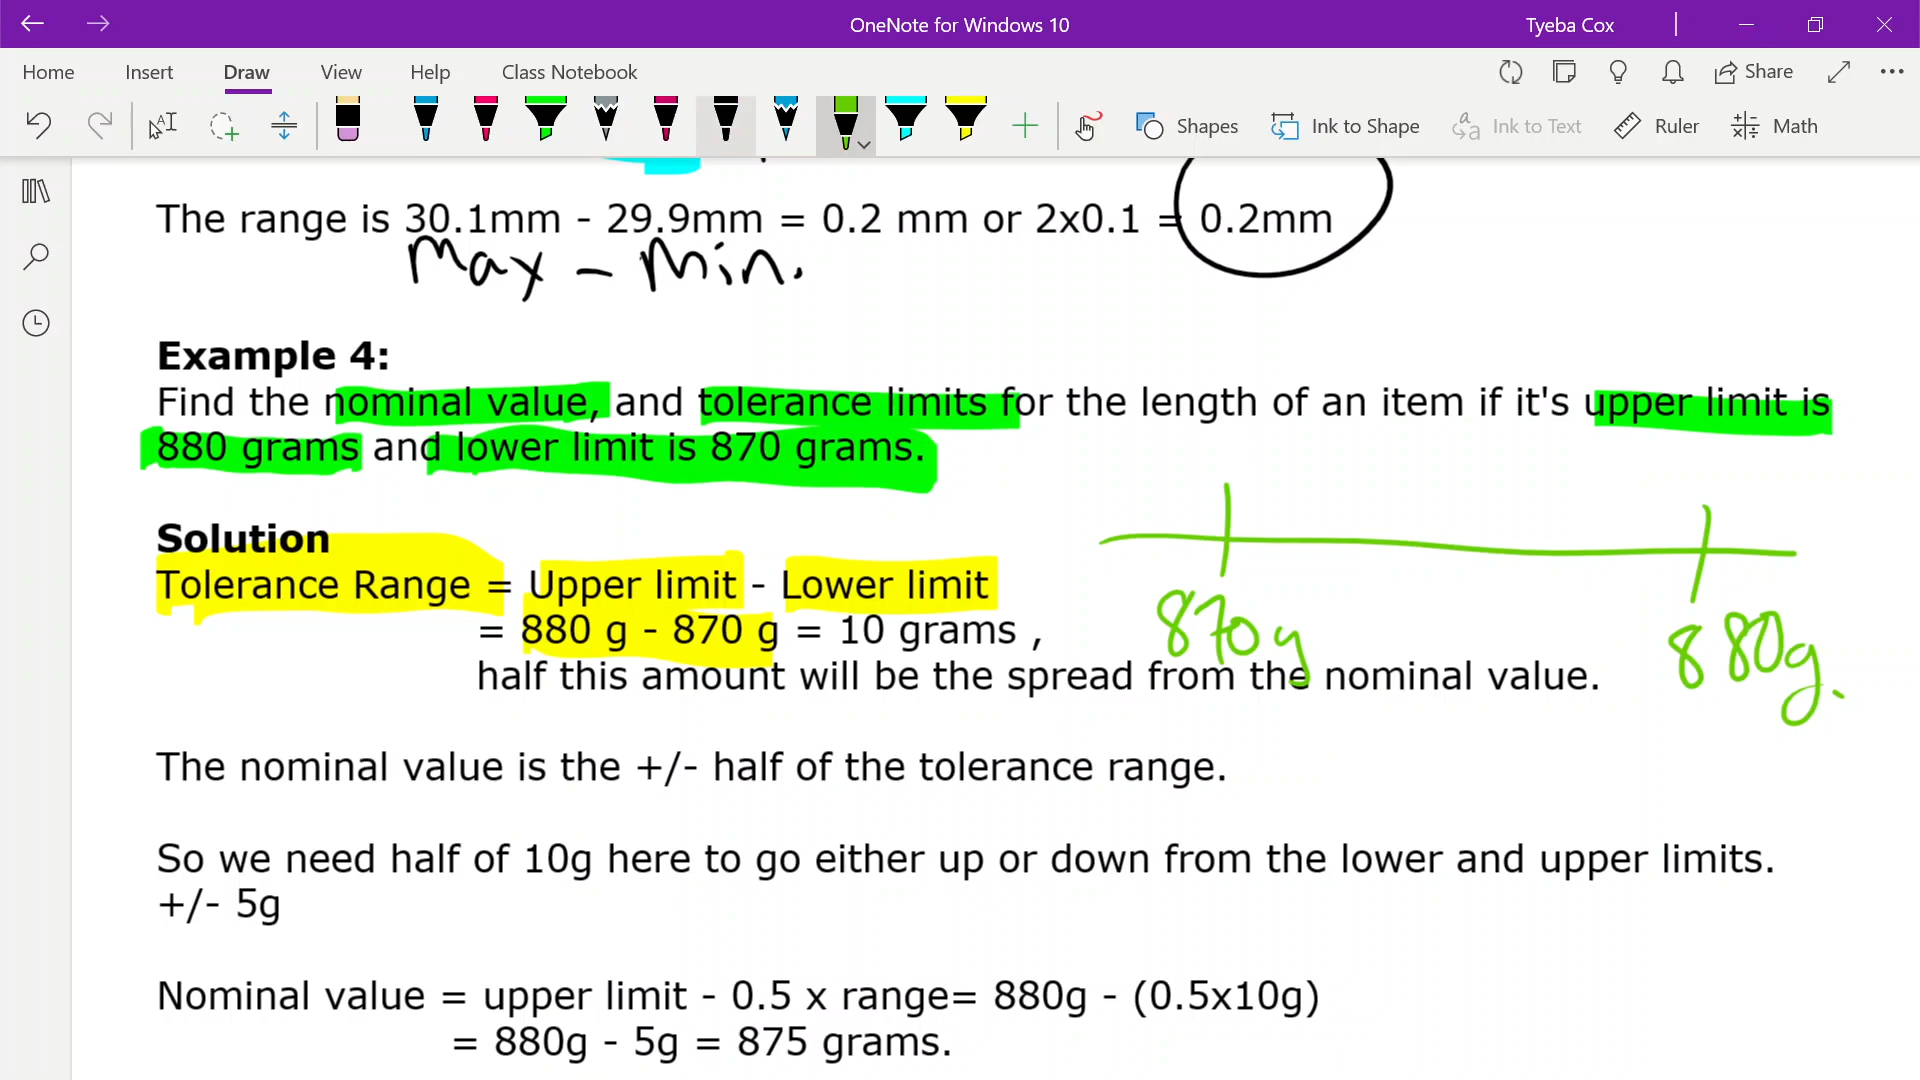 OneNote for Windows 10
Tyeba Cox
Home Insert Draw View Help Class Notebook Share
Shapes Ink to Shape Ink to Text Ruler Math
The range is 30.1mm - 29.9mm = 0.2 mm or 2x0.1 = 0.2mm
Max - Min.
Example 4:
Find the nominal value, and tolerance limits for the length of an item if it's upper limit is
880 grams and lower limit is 870 grams.
Solution
Tolerance Range = Upper limit - Lower limit
= 880 g - 870 g = 10 grams ,
870g 880g.
half this amount will be the spread from the nominal value.
The nominal value is the +/- half of the tolerance range.
So we need half of 10g here to go either up or down from the lower and upper limits.
+/- 5g
Nominal value = upper limit - 0.5 x range= 880g - (0.5x10g)
= 880g - 5g = 875 grams.